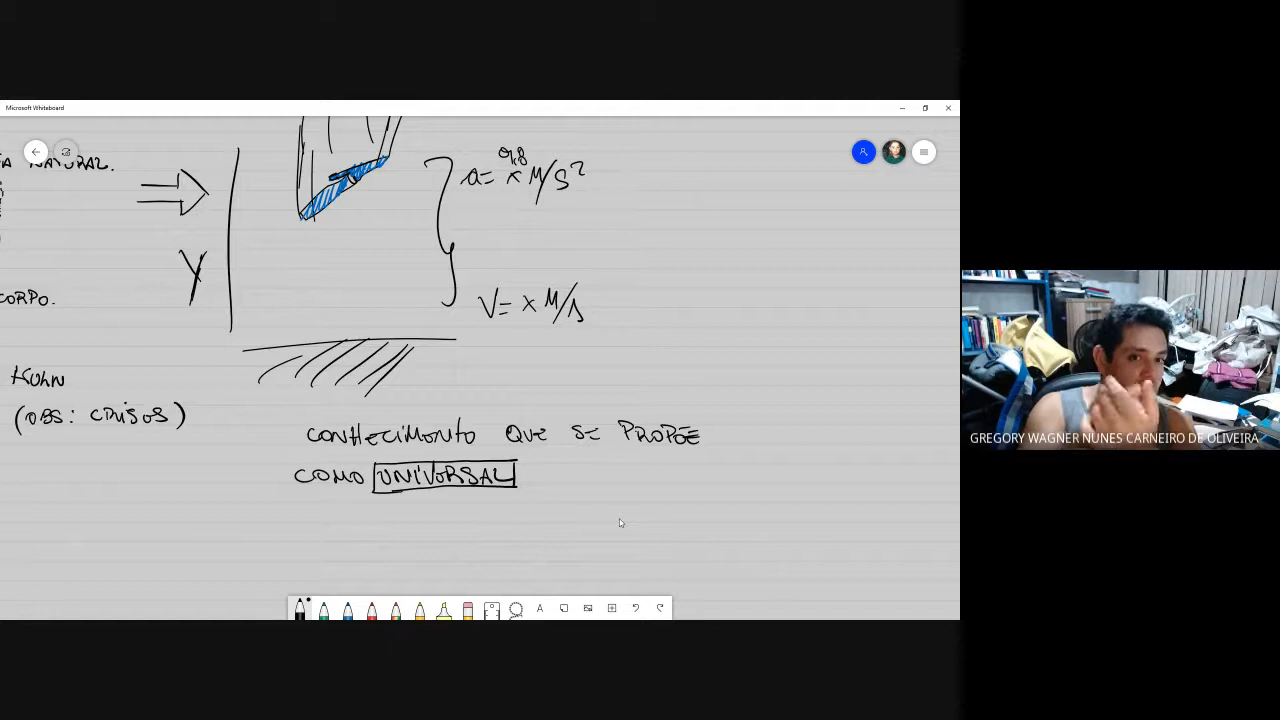 Microsoft Whiteboard
A NATURAL.
9,8
a= x M/S²
Y
CORPO.
V= x M/s
KUHN
(OBS: CRISES)
CONHECIMENTO QUE SE PROPÕE
COMO UNIVERSAL
GREGORY WAGNER NUNES CARNEIRO DE OLIVEIRA
A